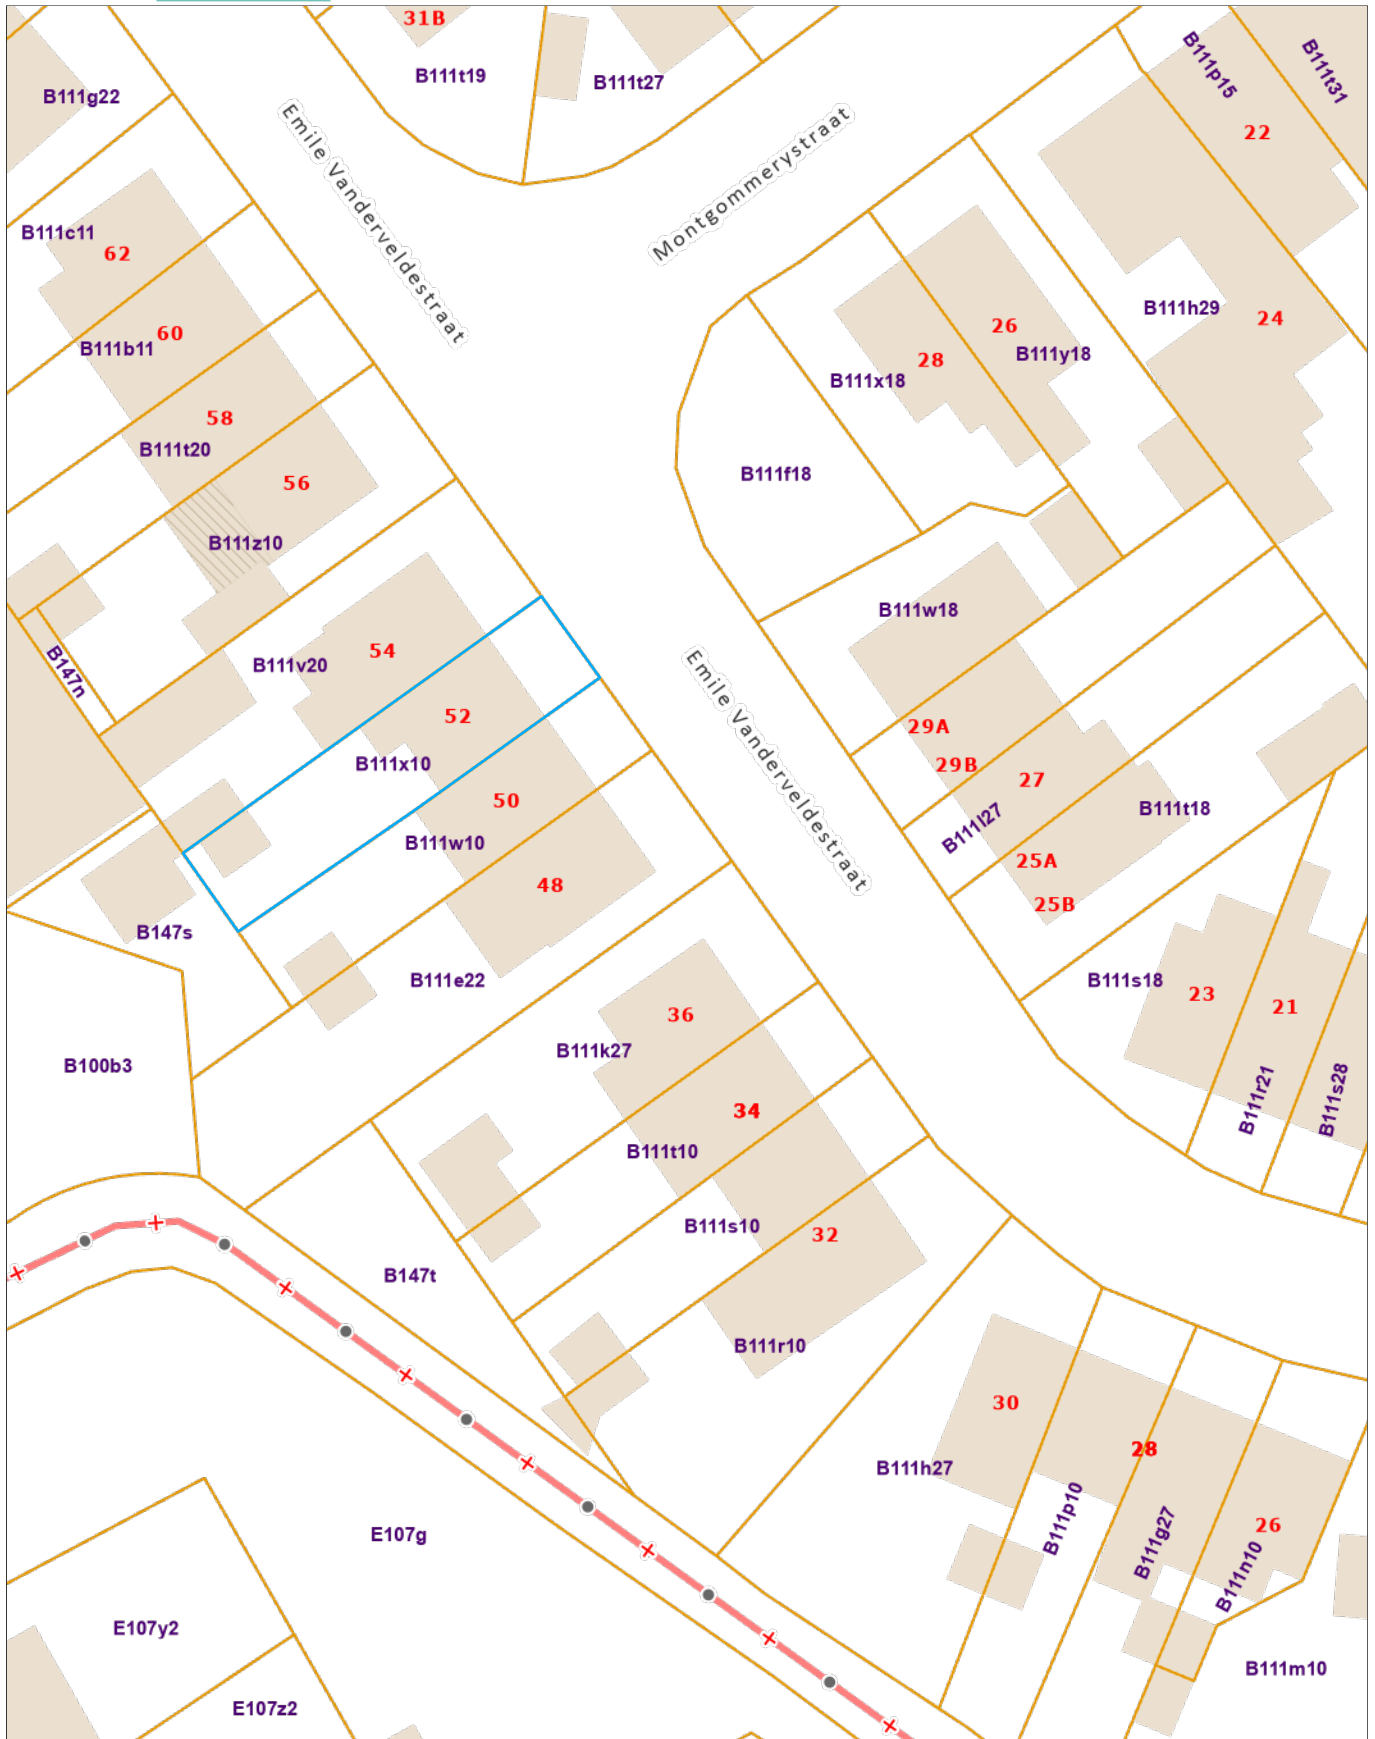 31B
B111t19
B111t27
B111g22
B111p15
B111t31
22
Emile Vanderveldestraat
Montgommerystraat
B111c11
62
60
B111b11
58
B111t20
56
B111z10
B111h29
24
26
B111y18
28
B111x18
B111f18
B111w18
B147n
B111v20
54
52
B111x10
50
B111w10
48
Emile Vanderveldestraat
29A
29B
27
B111l27
B111t18
25A
25B
B147s
B111e22
B100b3
B111s18
23
21
B111r21
B111s28
36
B111k27
34
B111t10
B111s10
32
B147t
B111r10
30
28
B111h27
B111p10
B111g27
26
B111n10
B111m10
E107g
E107y2
E107z2